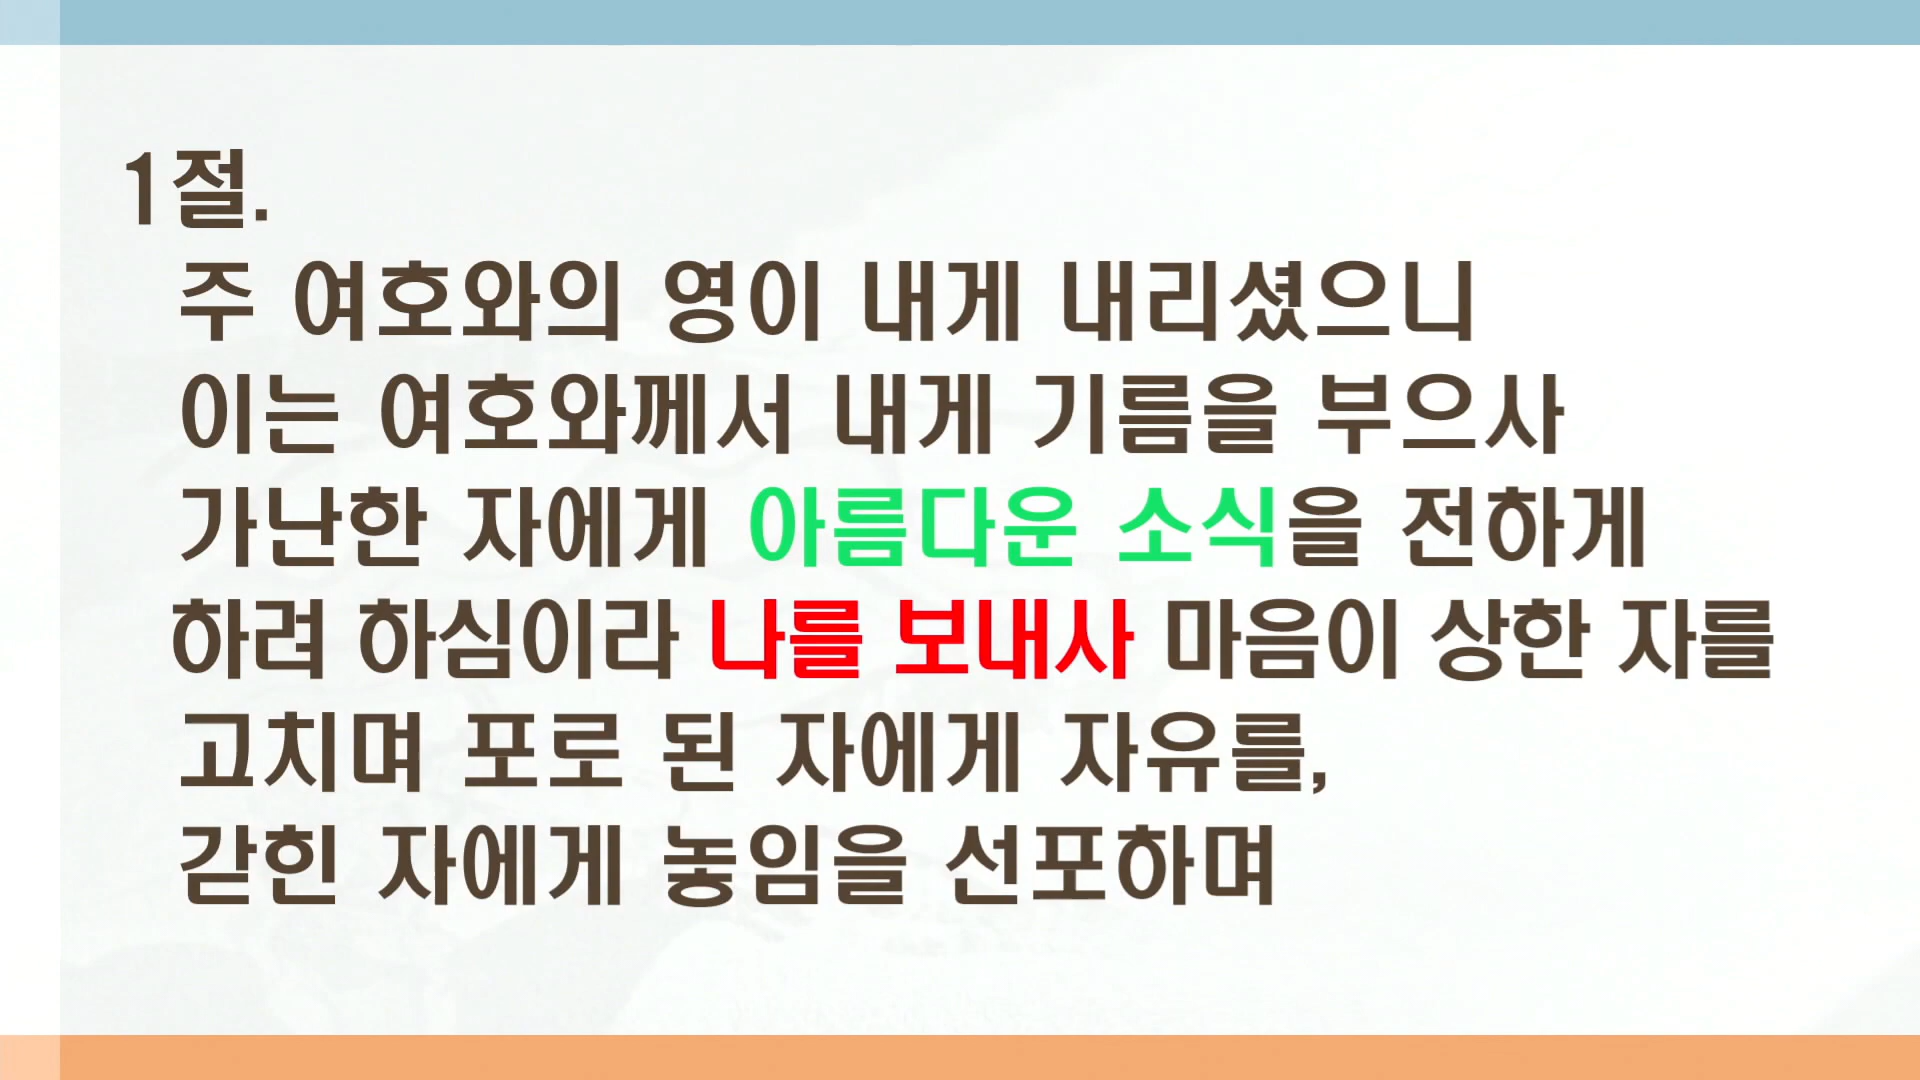 1절.
주 여호와의 영이 내게 내리셨으니
이는 여호와께서 내게 기름을 부으사
가난한 자에게 아름다운 소식을 전하게
하려 하심이라 나를 보내사 마음이 상한 자를
고치며 포로 된 자에게 자유를,
갇힌 자에게 놓임을 선포하며